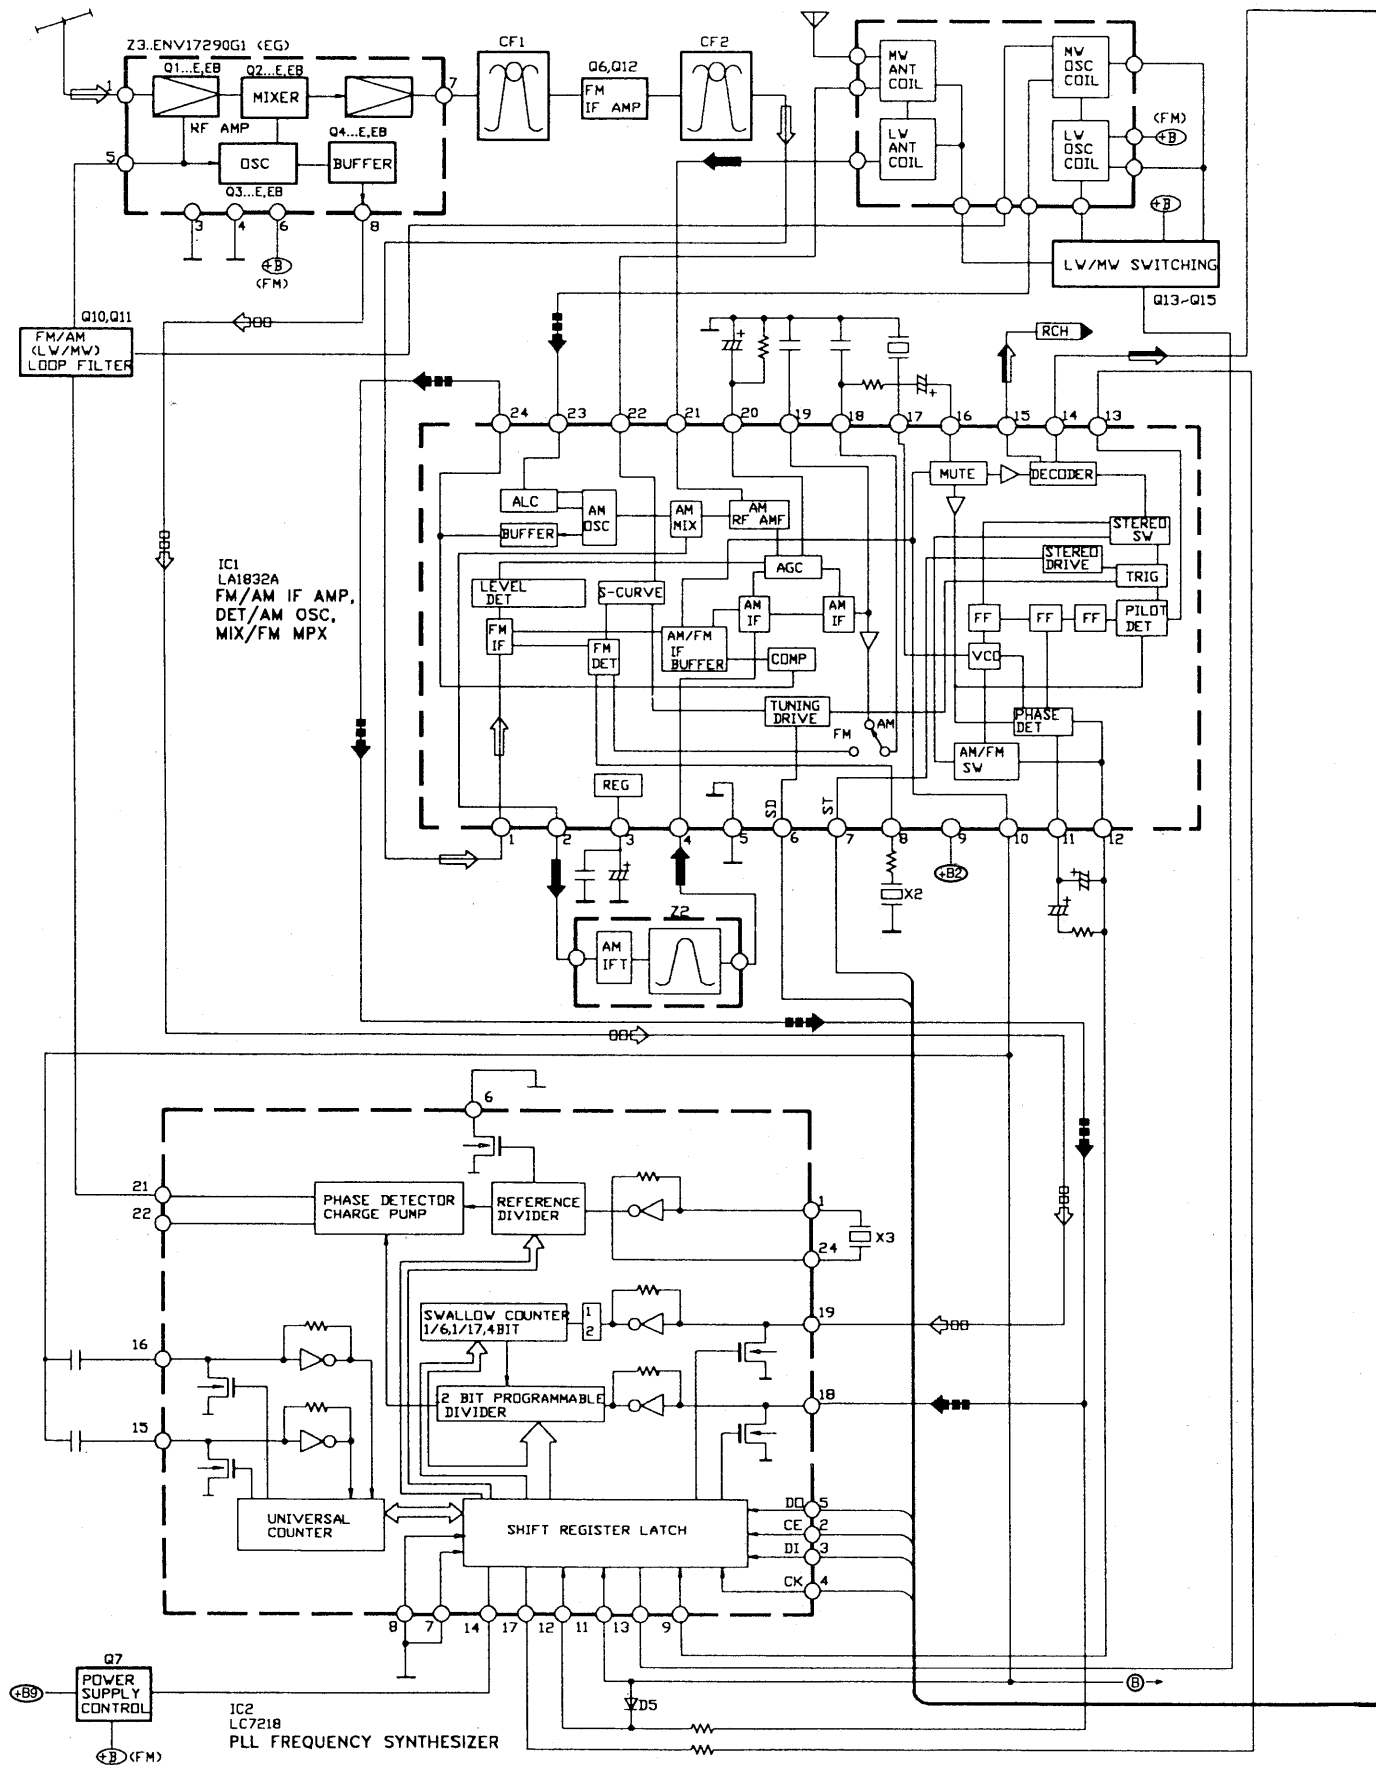 Z3..ENV17290G1 (EG)
Q1...E,EB
Q2...E,EB
1
MIXER
7
RF AMP
Q4...E,EB
5
OSC
BUFFER
Q3...E,EB
3
4
6
8
+B
(FM)
CF1
Q6,Q12
FM
IF AMP
CF2
MW
ANT
COIL
LW
ANT
COIL
MW
OSC
COIL
LW
OSC
COIL
(FM)
+B
+B
LW/MW SWITCHING
Q13~Q15
Q10,Q11
FM/AM
(LW/MW)
LOOP FILTER
RCH
24
23
22
21
20
19
18
17
16
15
14
13
IC1
LA1832A
FM/AM IF AMP,
DET/AM OSC,
MIX/FM MPX
ALC
BUFFER
AM
OSC
AM
MIX
AM
RF AMF
MUTE
DECODER
STEREO
SW
STEREO
DRIVE
TRIG
AGC
LEVEL
DET
S-CURVE
AM
IF
AM
IF
FM
IF
FM
DET
AM/FM
IF
BUFFER
COMP
FF
FF
FF
PILOT
DET
VCO
TUNING
DRIVE
FM
AM
PHASE
DET
AM/FM
SW
REG
SD
ST
1
2
3
4
5
6
7
8
9
10
11
12
+
+
+
+
+
+B2
X2
Z2
AM
IFT
6
21
22
PHASE DETECTOR
CHARGE PUMP
REFERENCE
DIVIDER
1
24
X3
SWALLOW COUNTER
1/6,1/17,4BIT
1
2
19
16
12 BIT PROGRAMMABLE
DIVIDER
18
15
UNIVERSAL
COUNTER
SHIFT REGISTER LATCH
DO
5
CE
2
DI
3
CK
4
8
7
14
17
12
11
13
9
Q7
POWER
SUPPLY
CONTROL
+B9
+B
(FM)
IC2
LC7218
PLL FREQUENCY SYNTHESIZER
D5
B